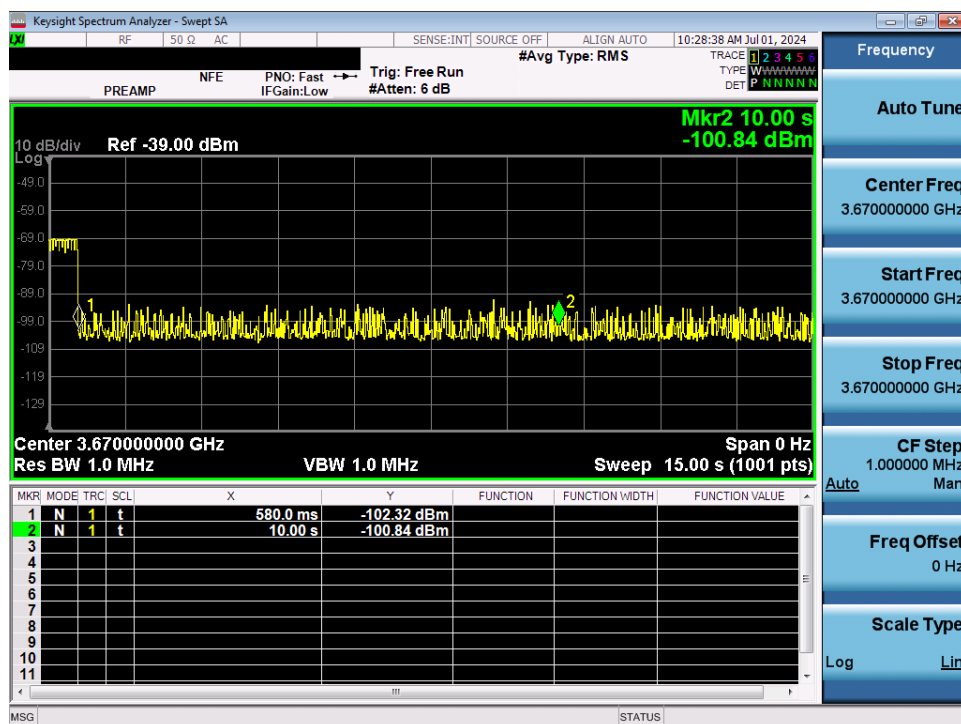 Keysight Spectrum Analyzer - Swept SA
LXI RF 50 Ω AC SENSE:INT SOURCE OFF ALIGN AUTO 10:28:38 AM Jul 01, 2024
#Avg Type: RMS TRACE 1 2 3 4 5 6
NFE PNO: Fast Trig: Free Run TYPE W
PREAMP IFGain:Low #Atten: 6 dB DET P N N N N N
Mkr2 10.00 s
-100.84 dBm
10 dB/div Ref -39.00 dBm
Log
-49.0
-59.0
-69.0
-79.0
-89.0
-99.0
-109
-119
-129
1
2
Center 3.670000000 GHz Span 0 Hz
Res BW 1.0 MHz VBW 1.0 MHz Sweep 15.00 s (1001 pts)
MKR MODE TRC SCL X Y FUNCTION FUNCTION WIDTH FUNCTION VALUE
1 N 1 t 580.0 ms -102.32 dBm
2 N 1 t 10.00 s -100.84 dBm
3
4
5
6
7
8
9
10
11
MSG STATUS
Frequency
Auto Tune
Center Freq
3.670000000 GHz
Start Freq
3.670000000 GHz
Stop Freq
3.670000000 GHz
CF Step
1.000000 MHz
Auto Man
Freq Offset
0 Hz
Scale Type
Log Lin